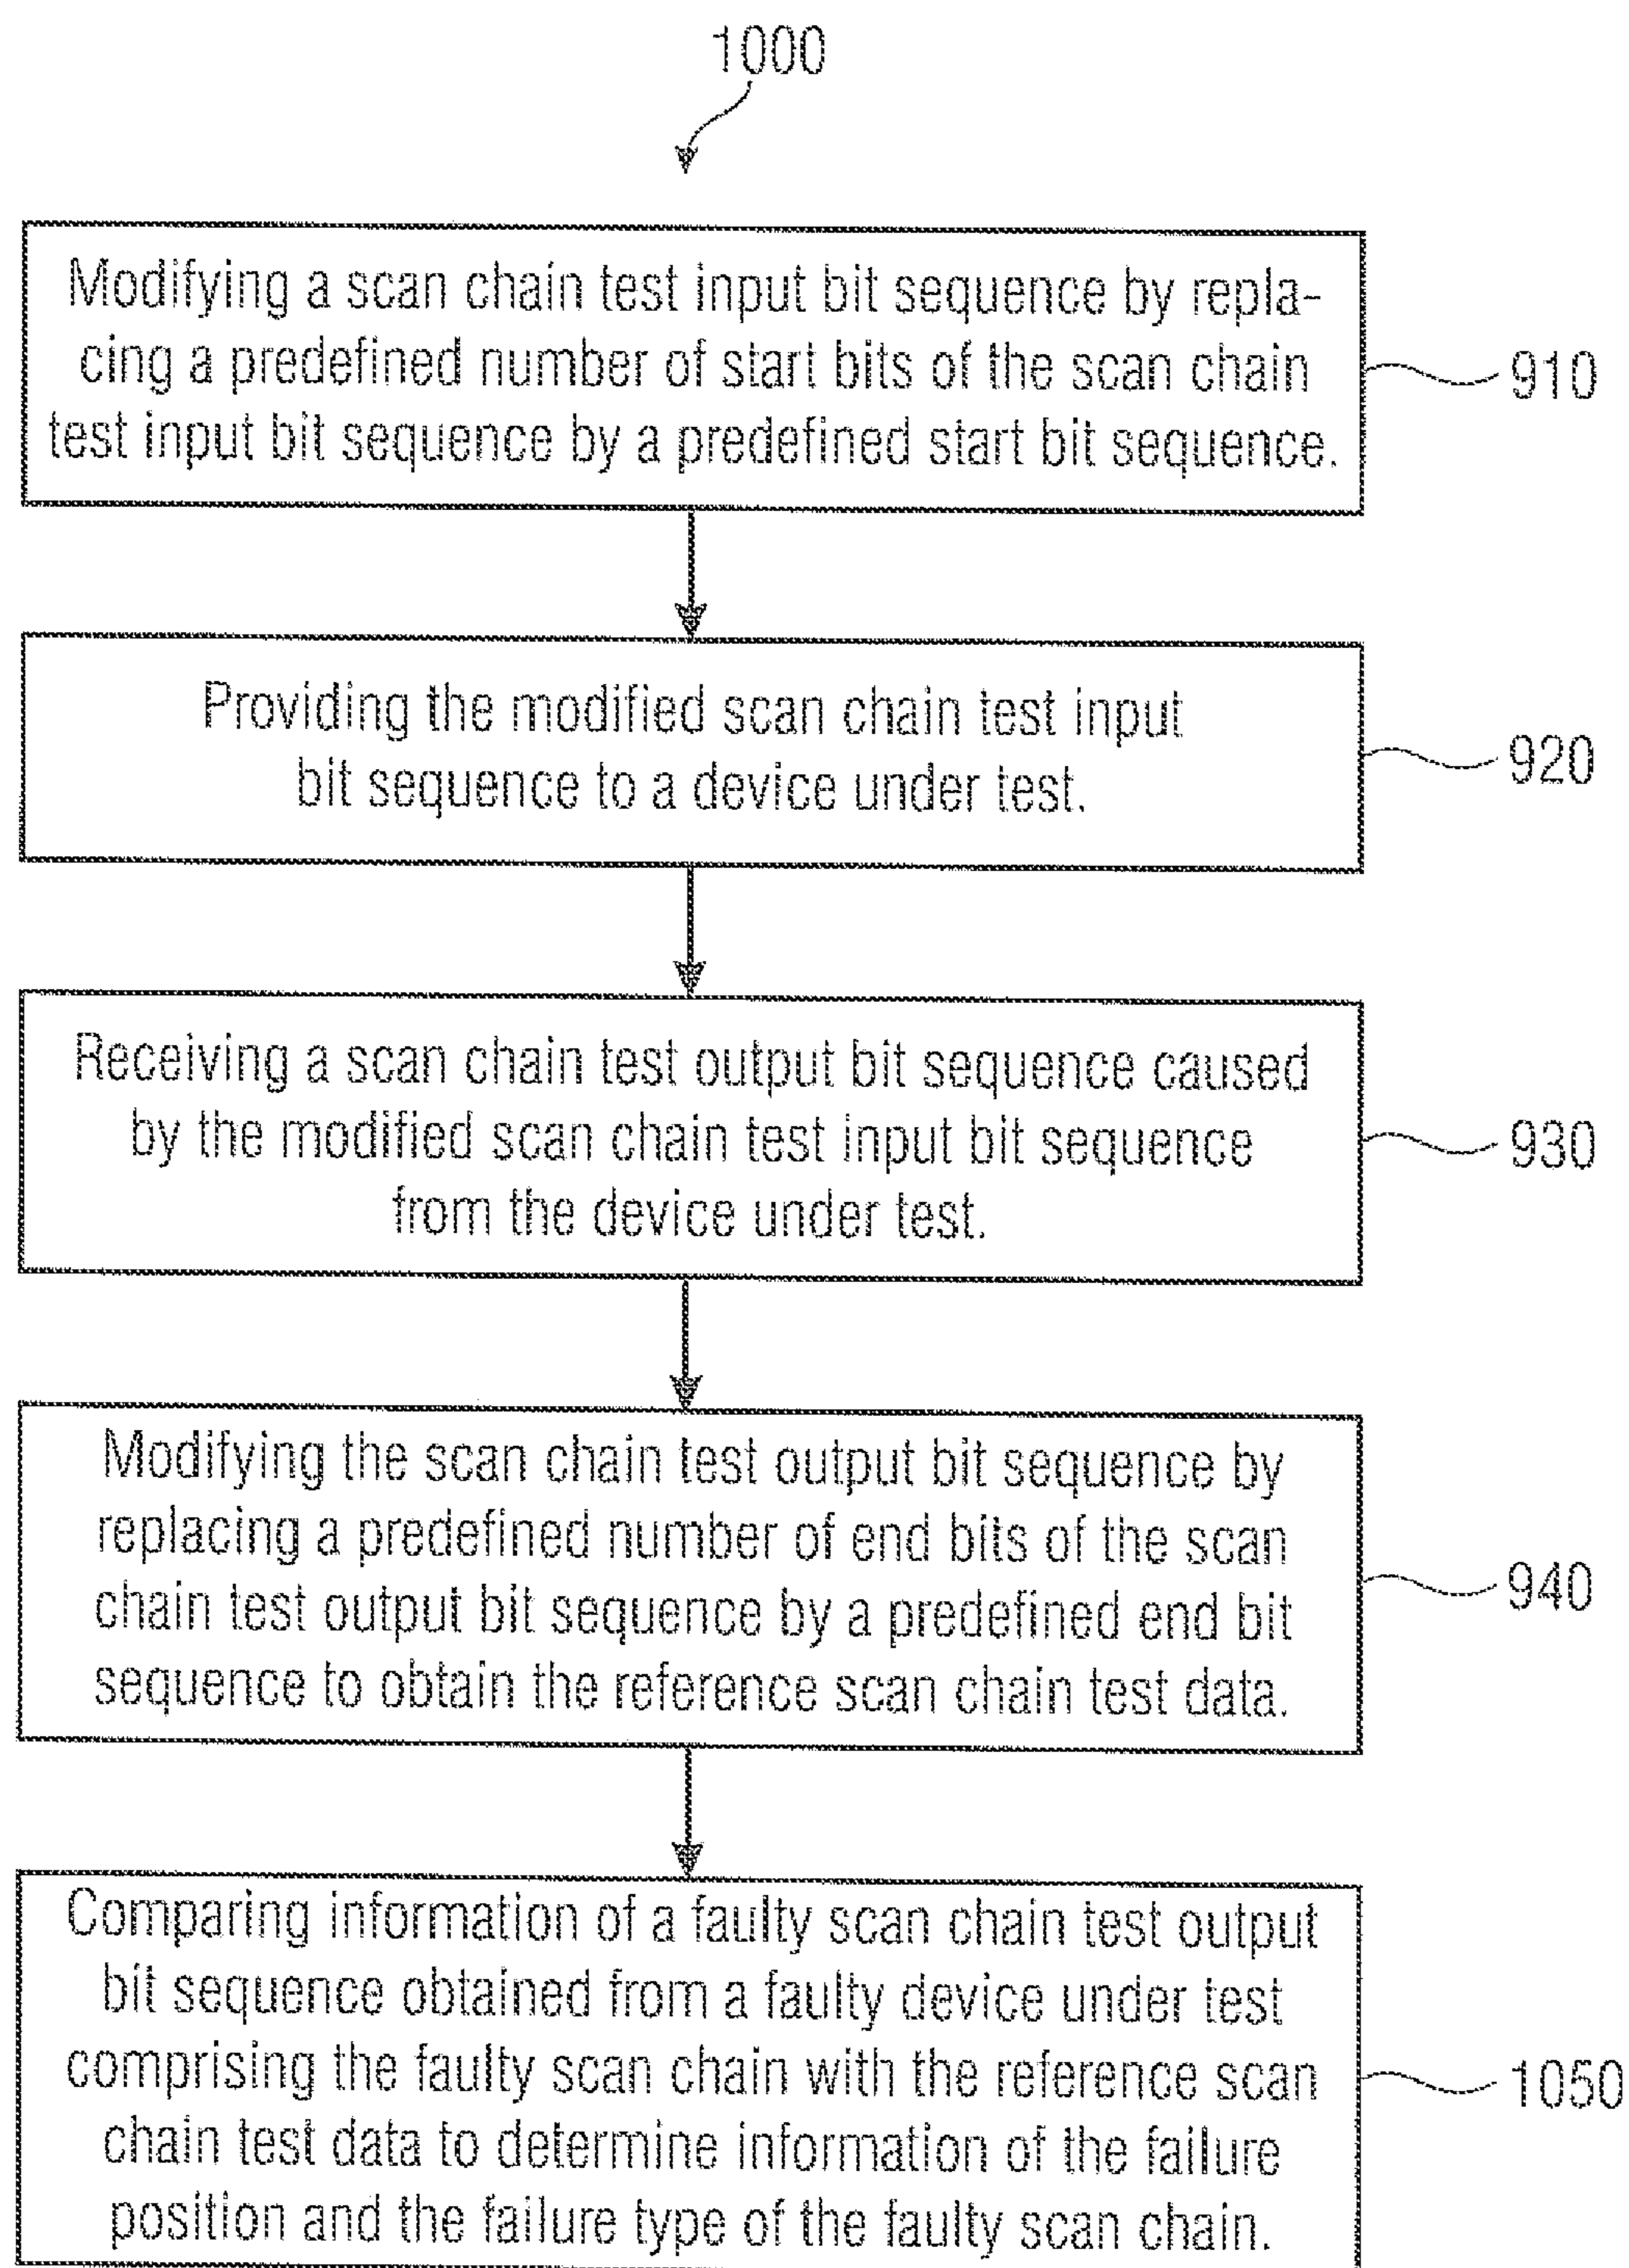 1000
Modifying a scan chain test input bit sequence by repla-
cing a predefined number of start bits of the scan chain
test input bit sequence by a predefined start bit sequence.
910
Providing the modified scan chain test input
bit sequence to a device under test.
920
Receiving a scan chain test output bit sequence caused
by the modified scan chain test input bit sequence
from the device under test.
930
Modifying the scan chain test output bit sequence by
replacing a predefined number of end bits of the scan
chain test output bit sequence by a predefined end bit
sequence to obtain the reference scan chain test data.
940
Comparing information of a faulty scan chain test output
bit sequence obtained from a faulty device under test
comprising the faulty scan chain with the reference scan
chain test data to determine information of the failure
position and the failure type of the faulty scan chain.
1050